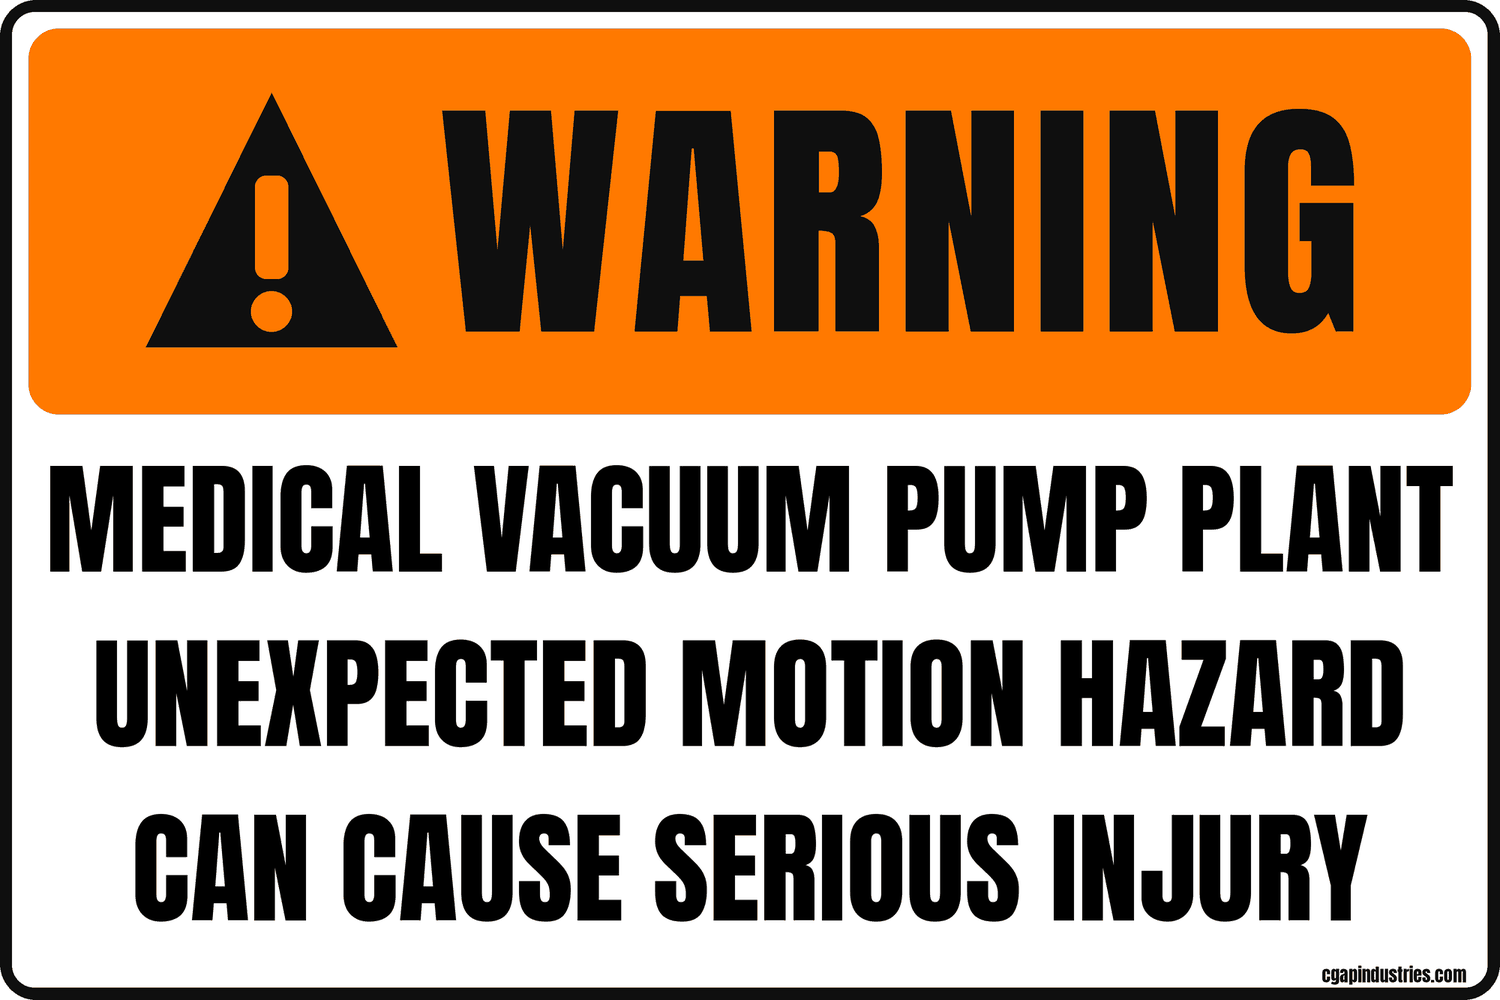 WARNING
MEDICAL VACUUM PUMP PLANT
UNEXPECTED MOTION HAZARD
CAN CAUSE SERIOUS INJURY
cgapindustries.com